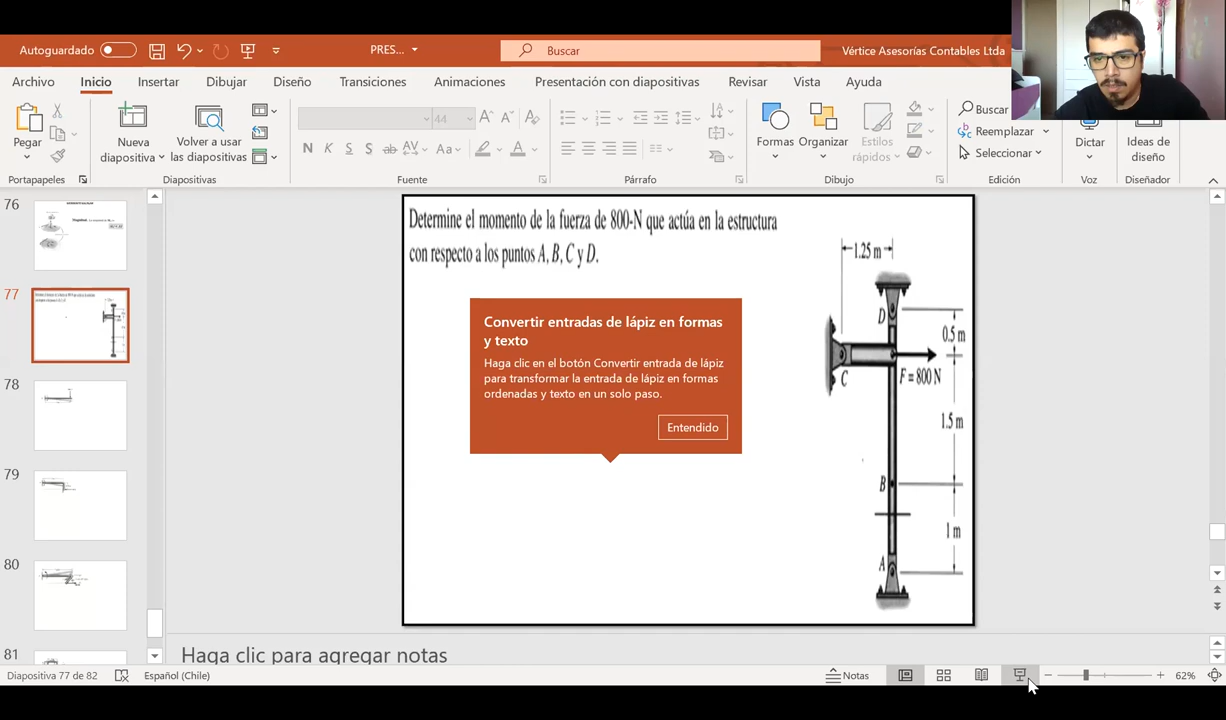 Autoguardado
PRES...
Buscar
Vértice Asesorías Contables Ltda
Archivo
Inicio
Insertar
Dibujar
Diseño
Transiciones
Animaciones
Presentación con diapositivas
Revisar
Vista
Ayuda
Pegar
Nueva
diapositiva
Volver a usar
las diapositivas
44
N K S S ab AV Aa A
Formas
Organizar
Estilos
rápidos
Buscar
Reemplazar
Seleccionar
Dictar
Ideas de
diseño
Portapapeles
Diapositivas
Fuente
Párrafo
Dibujo
Edición
Voz
Diseñador
76
77
78
79
80
81
Determine el momento de la fuerza de 800-N que actúa en la estructura
con respecto a los puntos A, B, C y D.
Convertir entradas de lápiz en formas
y texto
Haga clic en el botón Convertir entrada de lápiz
para transformar la entrada de lápiz en formas
ordenadas y texto en un solo paso.
Entendido
1.25 m
D
0.5 m
C
F = 800 N
1.5 m
B
1 m
A
Haga clic para agregar notas
Diapositiva 77 de 82
Español (Chile)
Notas
62%